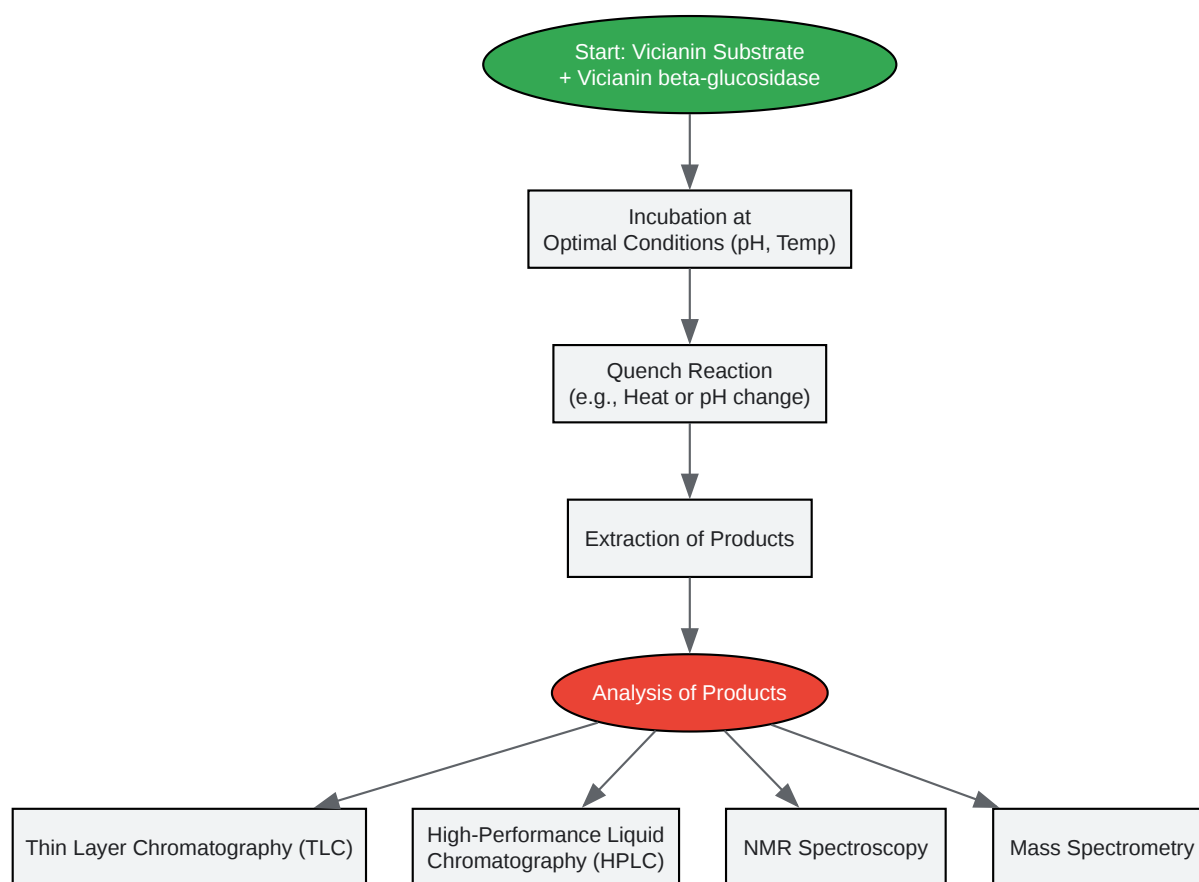 Start: Vicianin Substrate
+ Vicianin beta-glucosidase
Incubation at
Optimal Conditions (pH, Temp)
Quench Reaction
(e.g., Heat or pH change)
Extraction of Products
Analysis of Products
Thin Layer Chromatography (TLC)
High-Performance Liquid
Chromatography (HPLC)
NMR Spectroscopy
Mass Spectrometry